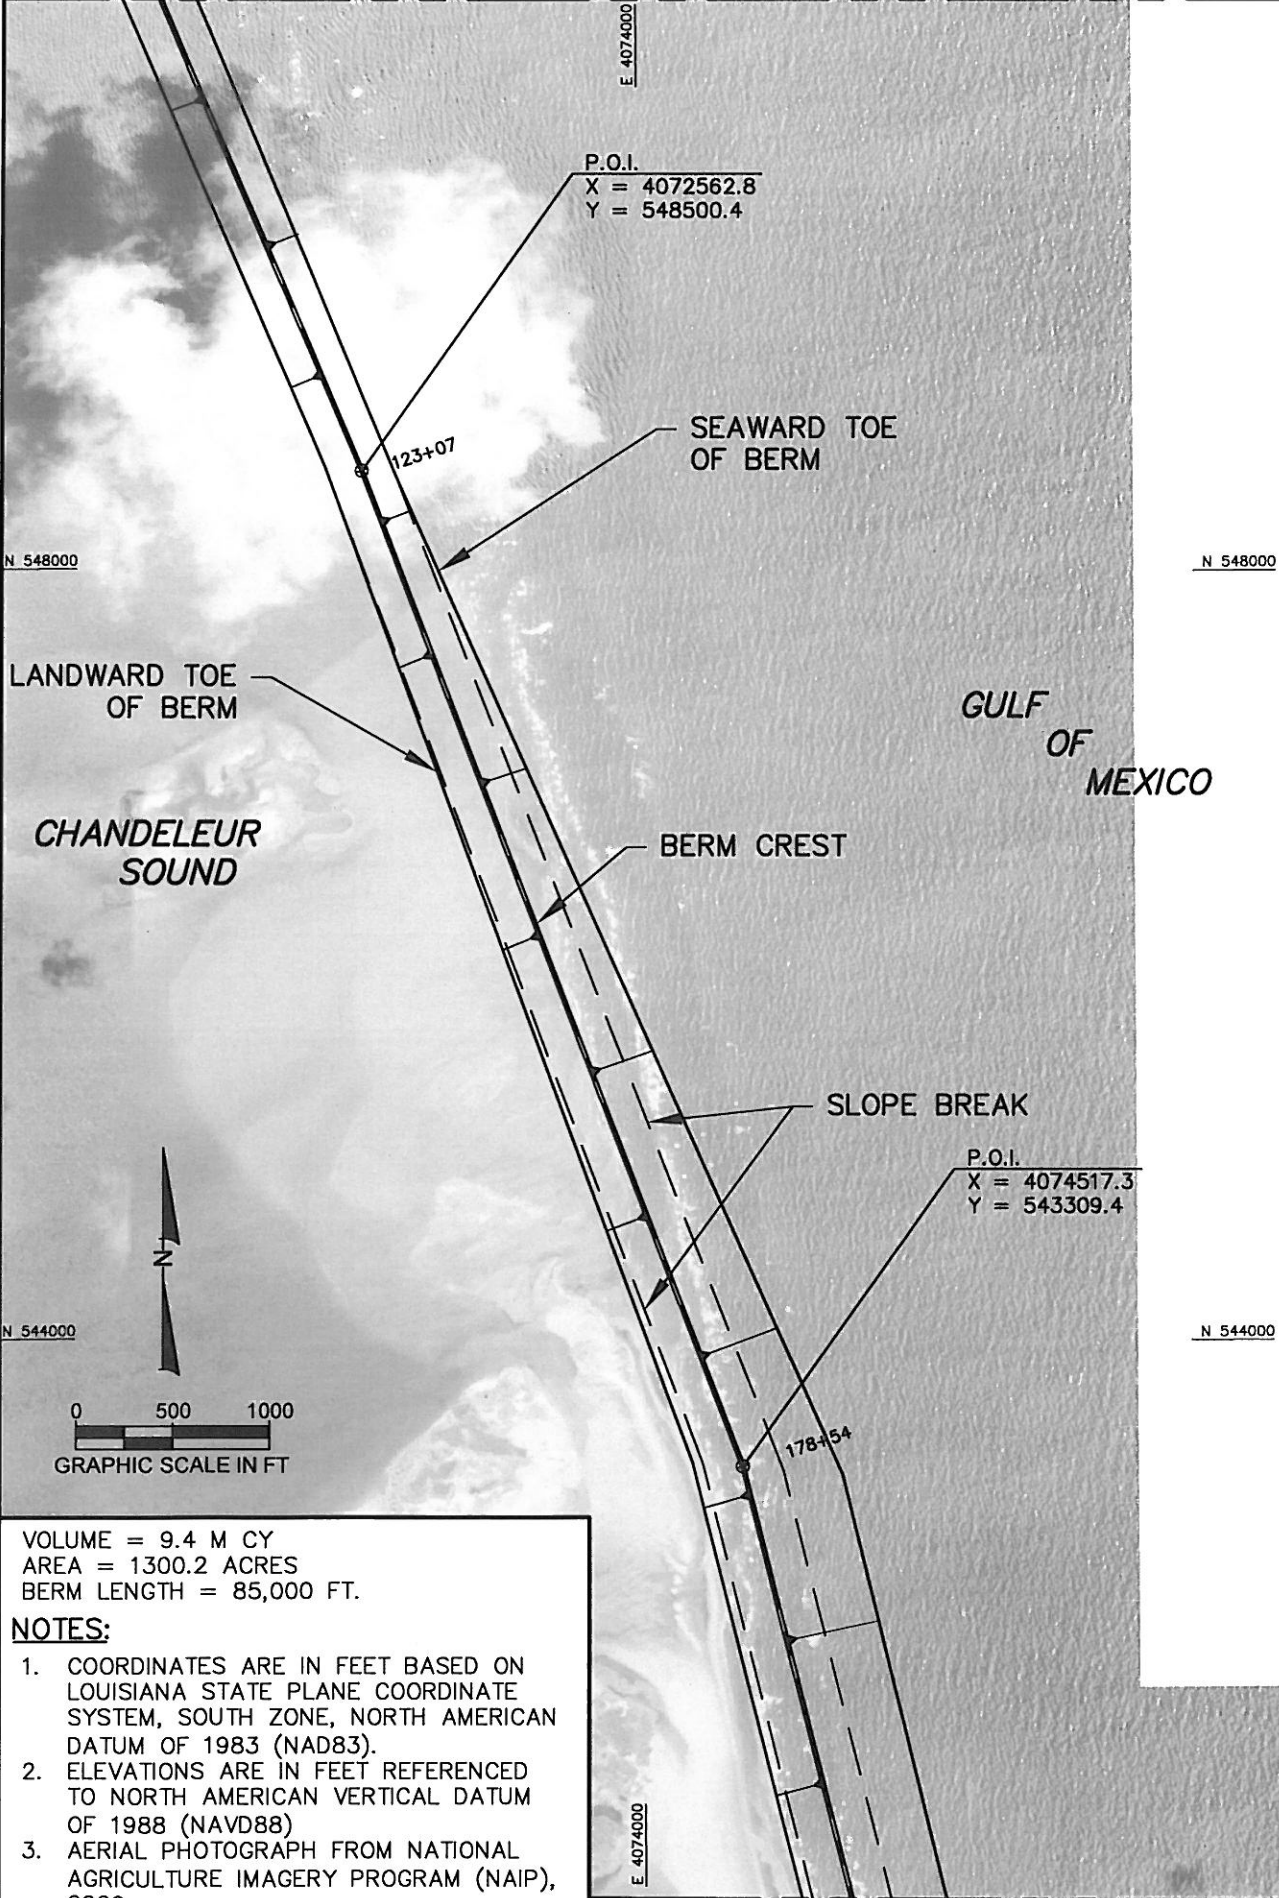 E 4074000
P.O.I.
X = 4072562.8
Y = 548500.4
123+07
SEAWARD TOE
OF BERM
N 548000
N 548000
LANDWARD TOE
OF BERM
GULF
OF
MEXICO
CHANDELEUR
SOUND
BERM CREST
SLOPE BREAK
P.O.I.
X = 4074517.3
Y = 543309.4
N
N 544000
N 544000
0 500 1000
GRAPHIC SCALE IN FT
178+54
VOLUME = 9.4 M CY
AREA = 1300.2 ACRES
BERM LENGTH = 85,000 FT.
NOTES:
1. COORDINATES ARE IN FEET BASED ON
LOUISIANA STATE PLANE COORDINATE
SYSTEM, SOUTH ZONE, NORTH AMERICAN
DATUM OF 1983 (NAD83).
2. ELEVATIONS ARE IN FEET REFERENCED
TO NORTH AMERICAN VERTICAL DATUM
OF 1988 (NAVD88)
3. AERIAL PHOTOGRAPH FROM NATIONAL
AGRICULTURE IMAGERY PROGRAM (NAIP),
E 4074000